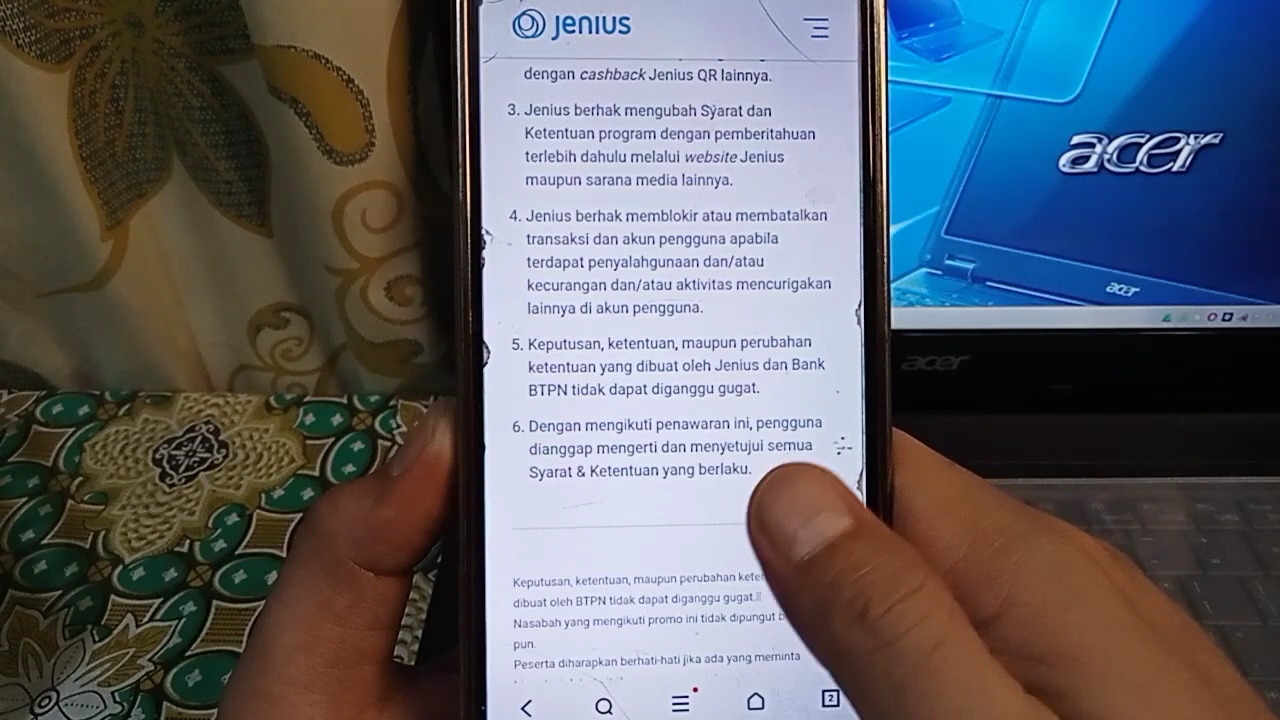 Jenius
dengan cashback Jenius QR lainnya.
3. Jenius berhak mengubah Syarat dan
Ketentuan program dengan pemberitahuan
terlebih dahulu melalui website Jenius
maupun sarana media lainnya.
4. Jenius berhak memblokir atau membatalkan
transaksi dan akun pengguna apabila
terdapat penyalahgunaan dan/atau
kecurangan dan/atau aktivitas mencurigakan
lainnya di akun pengguna.
5. Keputusan, ketentuan, maupun perubahan
ketentuan yang dibuat oleh Jenius dan Bank
BTPN tidak dapat diganggu gugat.
6. Dengan mengikuti penawaran ini, pengguna
dianggap mengerti dan menyetujui semua
Syarat & Ketentuan yang berlaku.
Keputusan, ketentuan, maupun perubahan
dibuat oleh BTPN tidak dapat diganggu gugat.
Nasabah yang mengikuti promo ini tidak dipungut
pun.
Peserta diharapkan berhati-hati jika ada yang meminta
2
acer
acer
acer